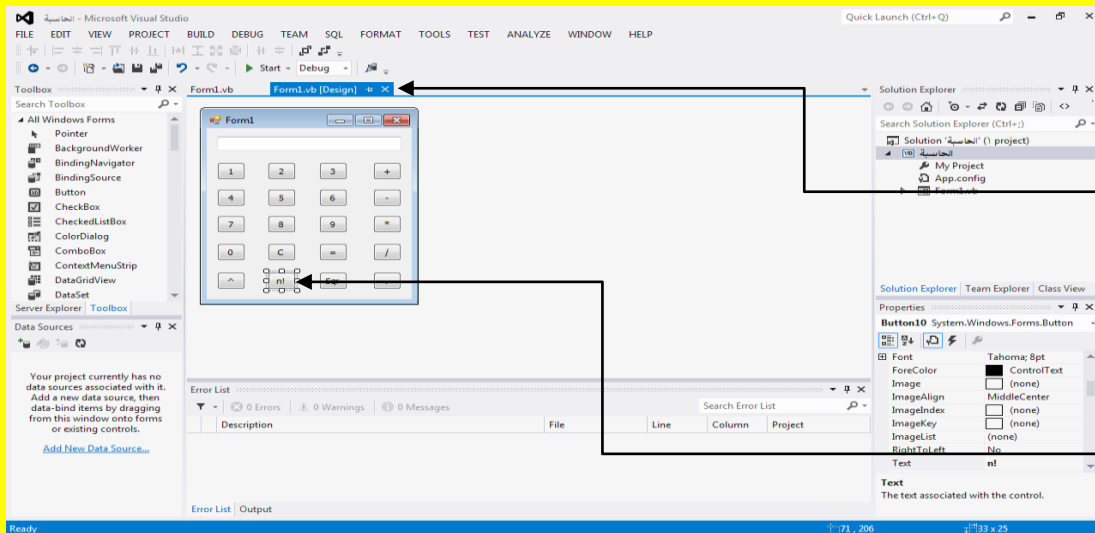 الحاسبة - Microsoft Visual Studio
Quick Launch (Ctrl+Q)
FILE EDIT VIEW PROJECT BUILD DEBUG TEAM SQL FORMAT TOOLS TEST ANALYZE WINDOW HELP
Start Debug
Toolbox
Search Toolbox
All Windows Forms
Pointer
BackgroundWorker
BindingNavigator
BindingSource
Button
CheckBox
CheckedListBox
ColorDialog
ComboBox
ContextMenuStrip
DataGridView
DataSet
Server Explorer Toolbox
Data Sources
Your project currently has no
data sources associated with it.
Add a new data source, then
data-bind items by dragging
from this window onto forms
or existing controls.
Add New Data Source...
Form1.vb Form1.vb [Design]
Form1
1 2 3 +
4 5 6 -
7 8 9 *
0 C = /
^ n!
Error List
0 Errors 0 Warnings 0 Messages
Search Error List
Description File Line Column Project
Error List Output
Solution Explorer
Search Solution Explorer (Ctrl+;)
Solution 'الحاسبة' (١ project)
الحاسبة
My Project
App.config
Form1.vb
Solution Explorer Team Explorer Class View
Properties
Button10 System.Windows.Forms.Button
Font Tahoma; 8pt
ForeColor ControlText
Image (none)
ImageAlign MiddleCenter
ImageIndex (none)
ImageKey (none)
ImageList (none)
RightToLeft No
Text n!
Text
The text associated with the control.
Ready
71 , 206
33 x 25